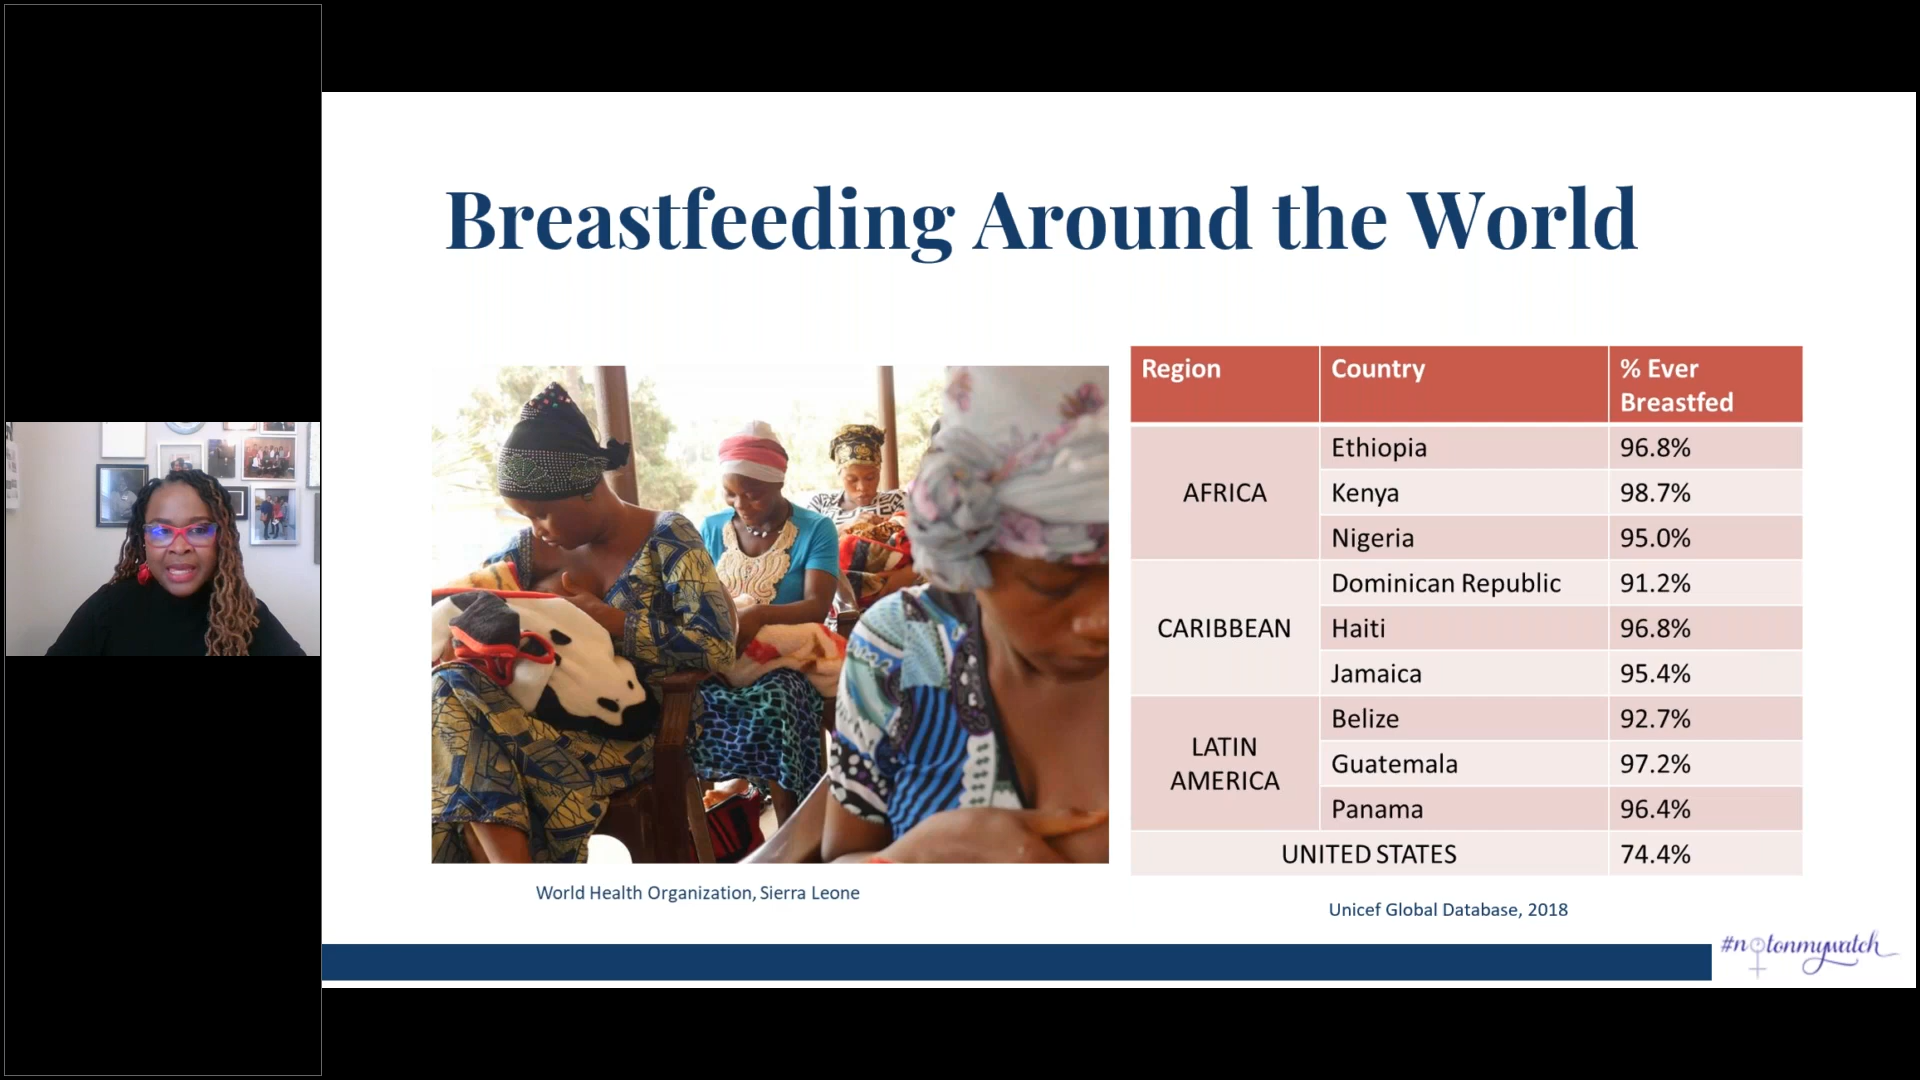 Breastfeeding Around the World
Region Country % Ever
Breastfed
AFRICA
Ethiopia 96.8%
Kenya 98.7%
Nigeria 95.0%
CARIBBEAN
Dominican Republic 91.2%
Haiti 96.8%
Jamaica 95.4%
LATIN
AMERICA
Belize 92.7%
Guatemala 97.2%
Panama 96.4%
UNITED STATES 74.4%
World Health Organization, Sierra Leone
Unicef Global Database, 2018
#notonmywatch